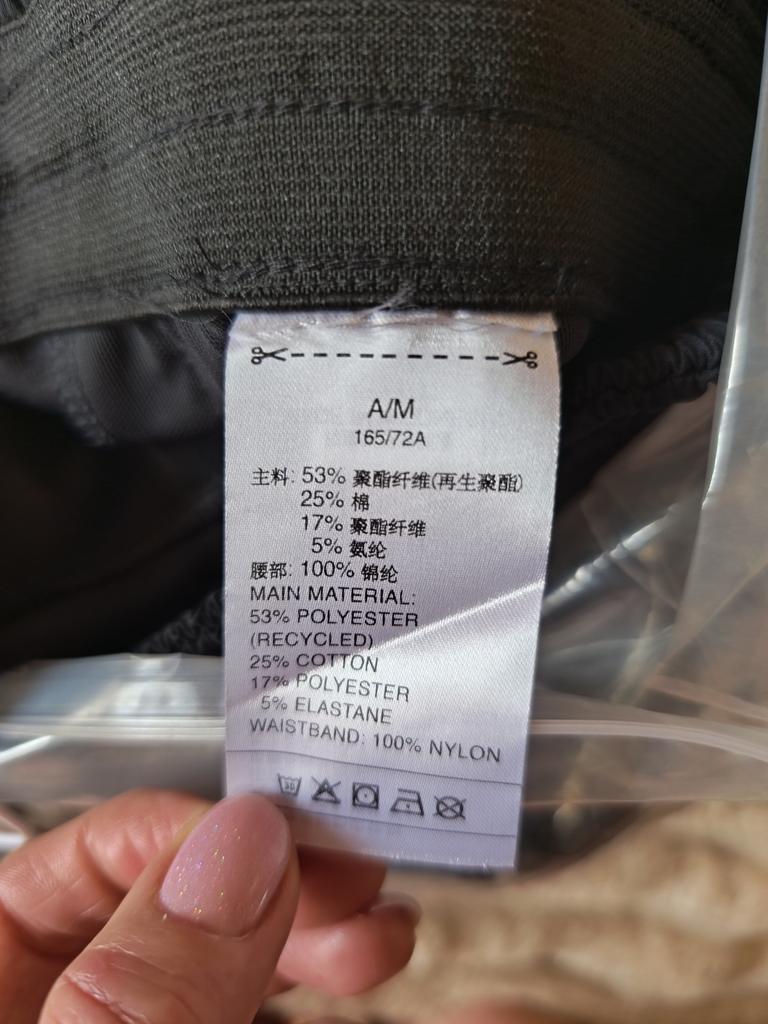 A/M
165/72A
主料: 53% 聚酯纤维(再生聚酯)
25% 棉
17% 聚酯纤维
5% 氨纶
腰部: 100% 锦纶
MAIN MATERIAL:
53% POLYESTER
(RECYCLED)
25% COTTON
17% POLYESTER
5% ELASTANE
WAISTBAND: 100% NYLON
30